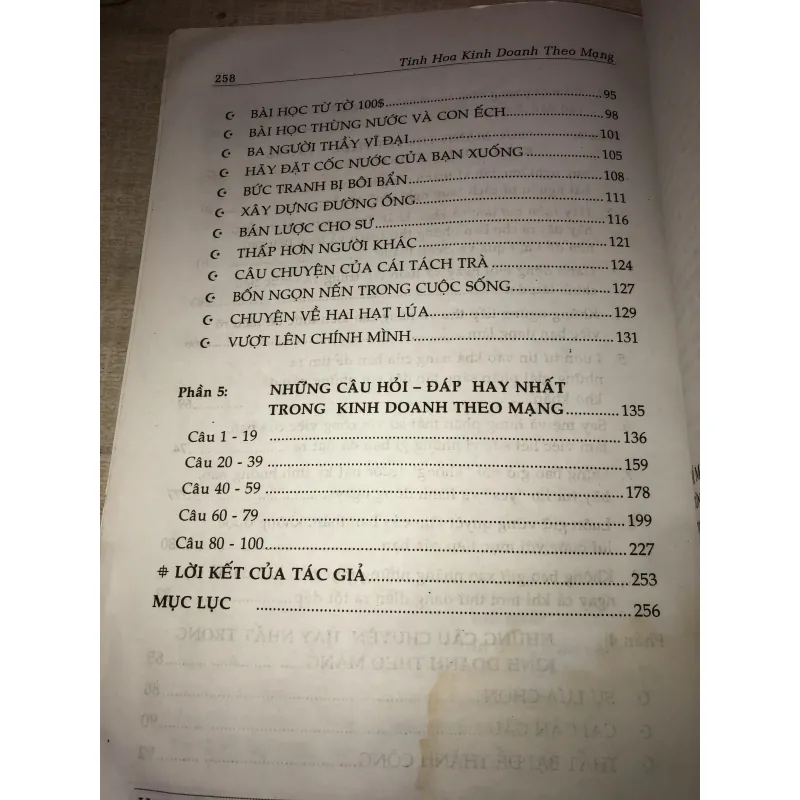 258 Tinh Hoa Kinh Doanh Theo Mạng
☪ BÀI HỌC TỪ TỜ 100$ 95
☪ BÀI HỌC THÙNG NƯỚC VÀ CON ẾCH 98
☪ BA NGƯỜI THẦY VĨ ĐẠI 101
☪ HÃY ĐẶT CỐC NƯỚC CỦA BẠN XUỐNG 105
☪ BỨC TRANH BỊ BÔI BẨN 108
☪ XÂY DỰNG ĐƯỜNG ỐNG 111
☪ BÁN LƯỢC CHO SƯ 116
☪ THẤP HƠN NGƯỜI KHÁC 121
☪ CÂU CHUYỆN CỦA CÁI TÁCH TRÀ 124
☪ BỐN NGỌN NẾN TRONG CUỘC SỐNG 127
☪ CHUYỆN VỀ HAI HẠT LÚA 129
☪ VƯỢT LÊN CHÍNH MÌNH 131
Phần 5: NHỮNG CÂU HỎI – ĐÁP HAY NHẤT
TRONG KINH DOANH THEO MẠNG 135
Câu 1 - 19 136
Câu 20 - 39 159
Câu 40 - 59 178
Câu 60 - 79 199
Câu 80 - 100 227
⌗ LỜI KẾT CỦA TÁC GIẢ 253
MỤC LỤC 256